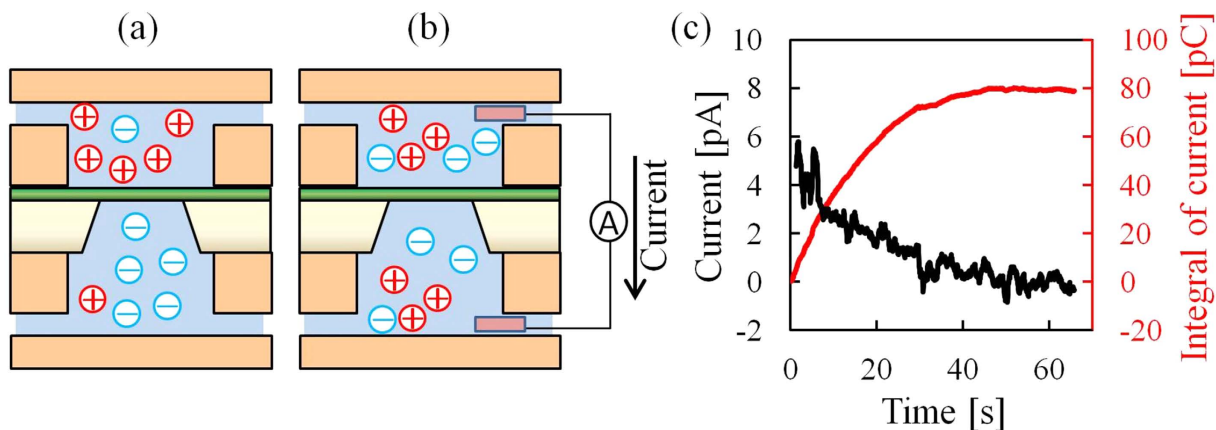 (a)
(b)
(c)
A
Current
10
8
6
4
2
0
-2
Current [pA]
100
80
60
40
20
0
-20
Integral of current [pC]
0 20 40 60
Time [s]